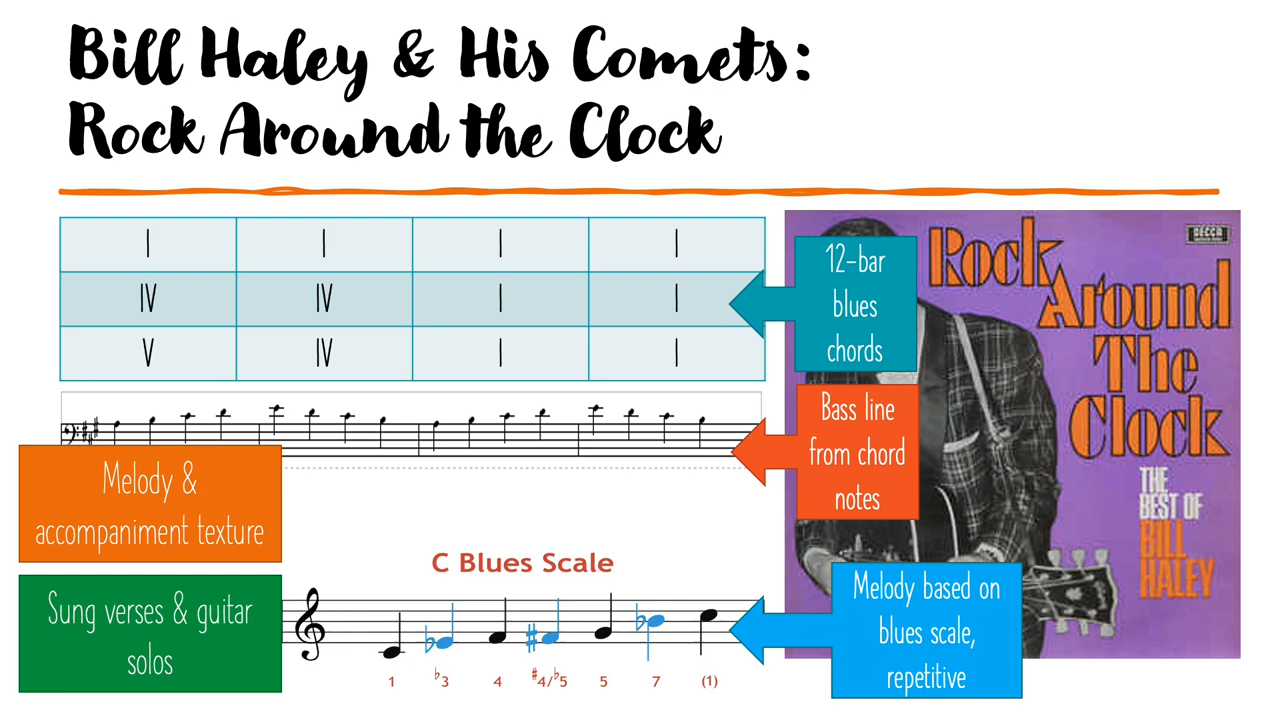 Bill Haley & His Comets:
Rock Around the Clock
I I I I
IV IV I I
V IV I I
12-bar
blues
chords
Bass line
from chord
notes
Melody &
accompaniment texture
Sung verses & guitar
solos
C Blues Scale
1 ♭3 4 ♯4/♭5 5 7 (1)
Melody based on
blues scale,
repetitive
DECCA
Rock
Around
The
Clock
THE
BEST OF
BILL
HALEY